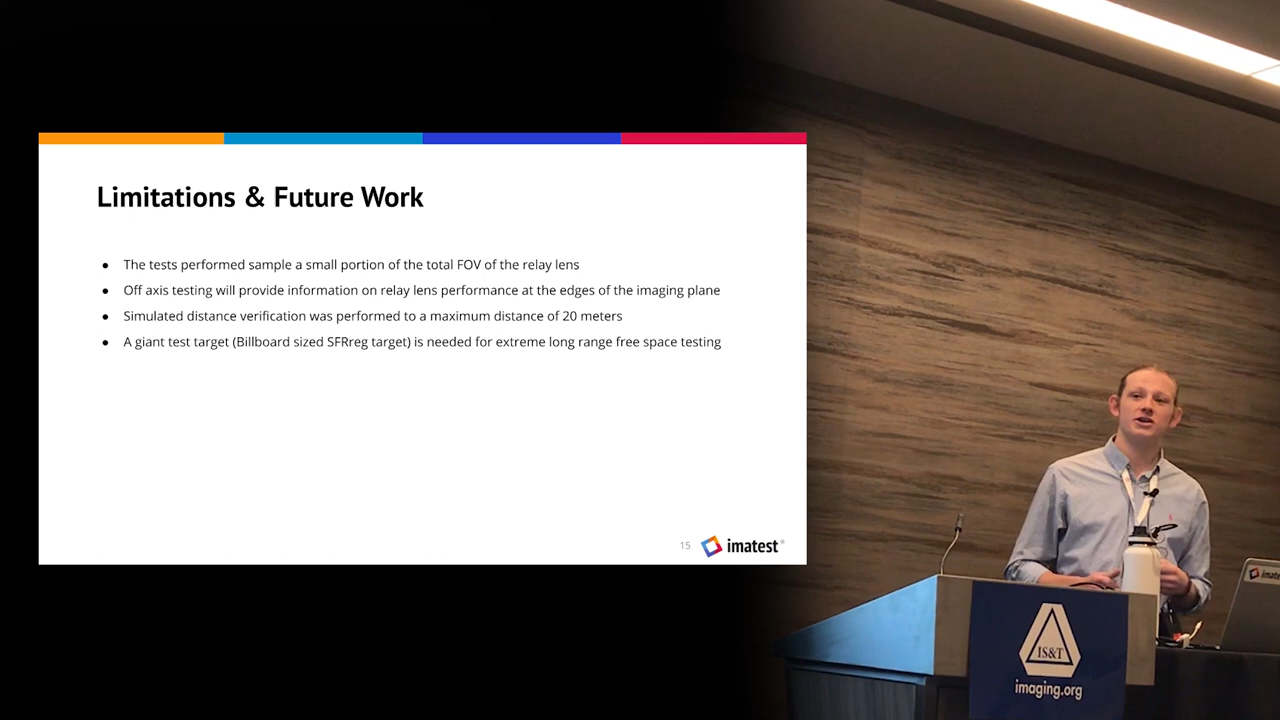 Limitations & Future Work
● The tests performed sample a small portion of the total FOV of the relay lens
● Off axis testing will provide information on relay lens performance at the edges of the imaging plane
● Simulated distance verification was performed to a maximum distance of 20 meters
● A giant test target (Billboard sized SFRreg target) is needed for extreme long range free space testing
15
imatest®
IS&T
imaging.org